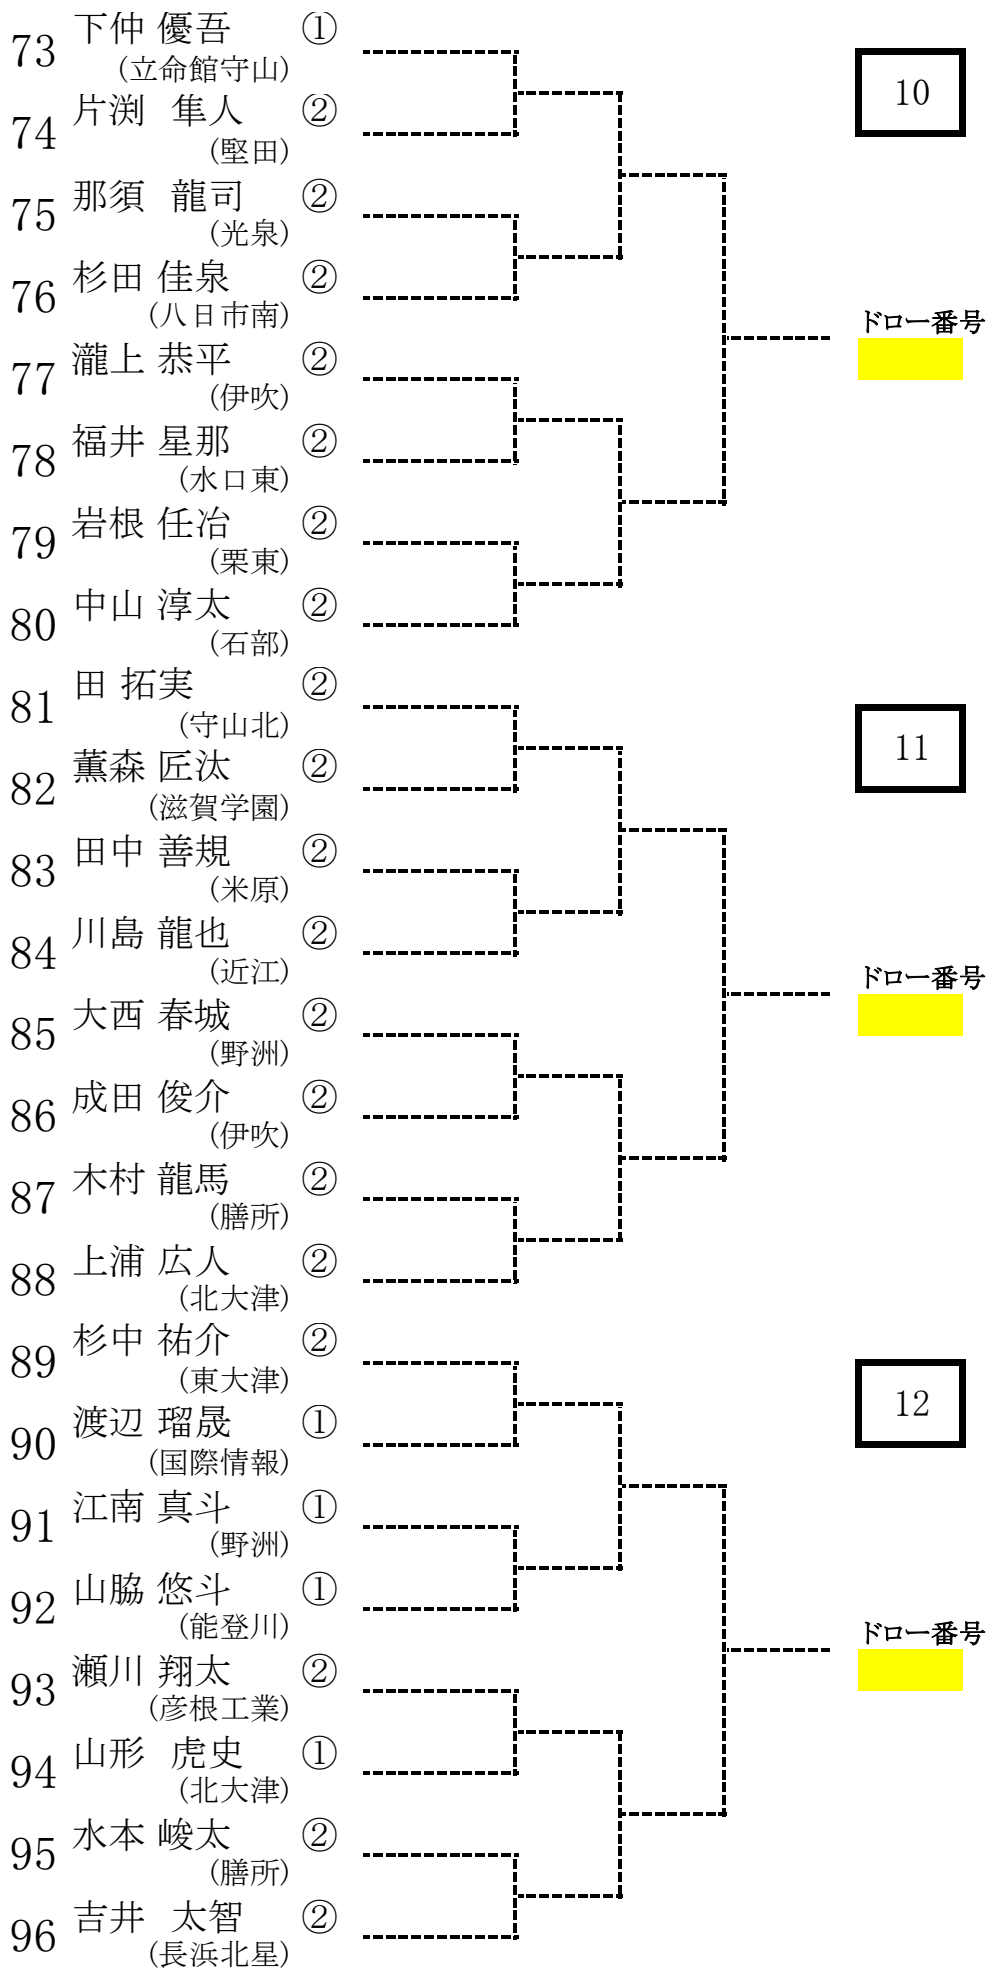 73 下仲 優吾 ①
(立命館守山)
10
74 片渕 隼人 ②
(堅田)
75 那須 龍司 ②
(光泉)
76 杉田 佳泉 ②
(八日市南)
ドロー番号
77 瀧上 恭平 ②
(伊吹)
78 福井 星那 ②
(水口東)
79 岩根 任冶 ②
(栗東)
80 中山 淳太 ②
(石部)
81 田 拓実 ②
(守山北)
11
82 薫森 匠汰 ②
(滋賀学園)
83 田中 善規 ②
(米原)
84 川島 龍也 ②
(近江)
ドロー番号
85 大西 春城 ②
(野洲)
86 成田 俊介 ②
(伊吹)
87 木村 龍馬 ②
(膳所)
88 上浦 広人 ②
(北大津)
89 杉中 祐介 ②
(東大津)
12
90 渡辺 瑠晟 ①
(国際情報)
91 江南 真斗 ①
(野洲)
92 山脇 悠斗 ①
(能登川)
ドロー番号
93 瀬川 翔太 ②
(彦根工業)
94 山形 虎史 ①
(北大津)
95 水本 峻太 ②
(膳所)
96 吉井 太智 ②
(長浜北星)